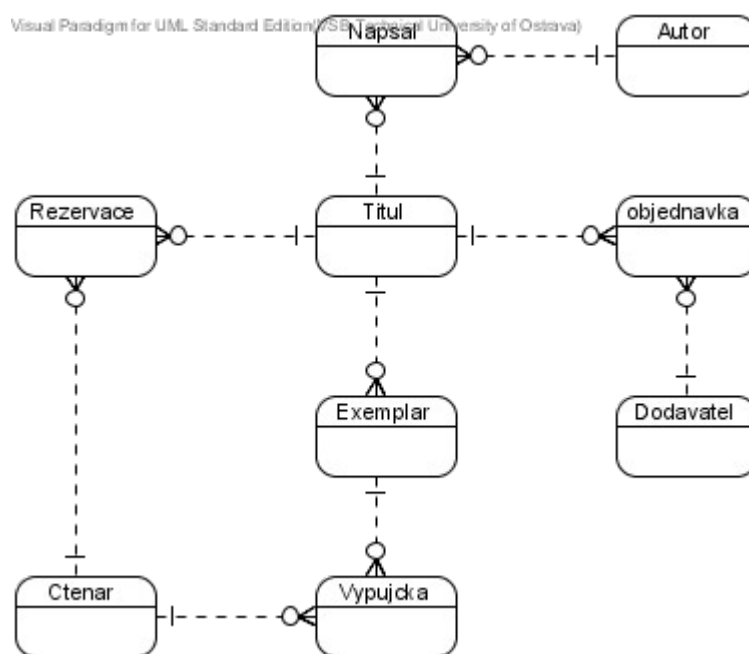 Visual Paradigm for UML Standard Edition(VSB-Technical University of Ostrava)
Napsal
Autor
Rezervace
Titul
objednavka
Exemplar
Dodavatel
Ctenar
Vypujcka